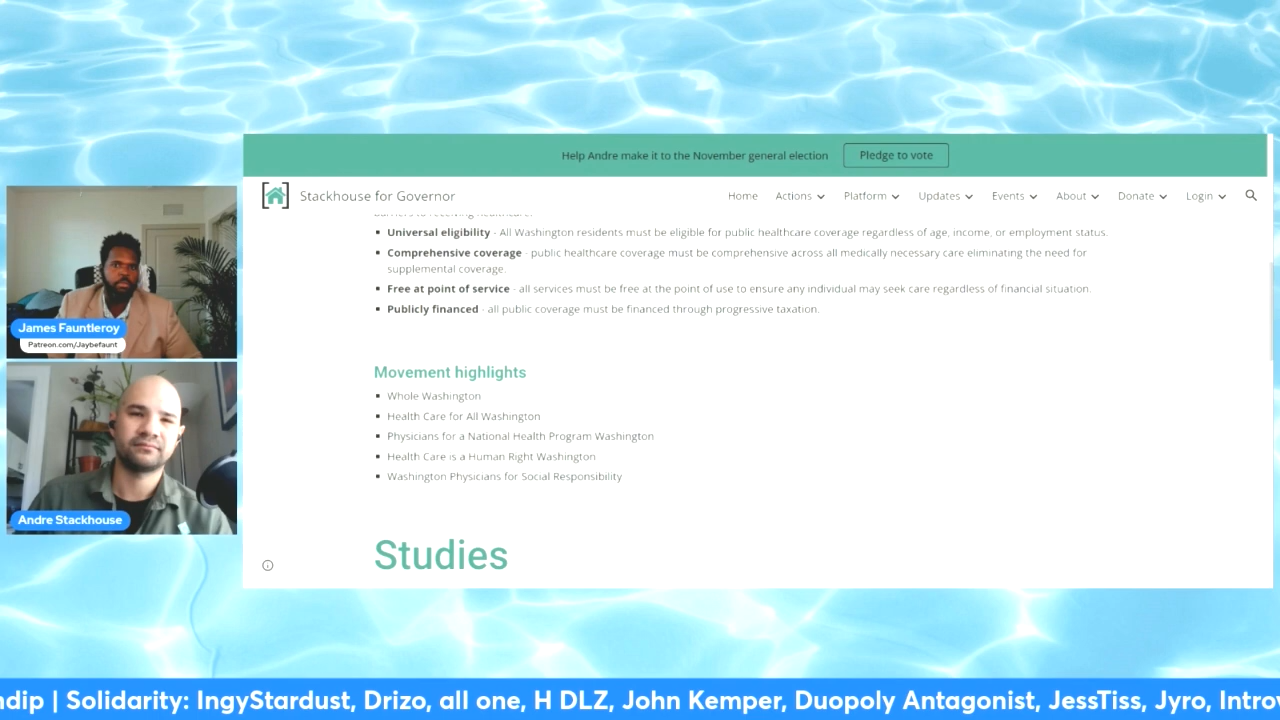 Help Andre make it to the November general election
Pledge to vote
Stackhouse for Governor
Home
Actions
Platform
Updates
Events
About
Donate
Login
barriers to receiving healthcare.
Universal eligibility - All Washington residents must be eligible for public healthcare coverage regardless of age, income, or employment status.
Comprehensive coverage - public healthcare coverage must be comprehensive across all medically necessary care eliminating the need for
supplemental coverage.
Free at point of service - all services must be free at the point of use to ensure any individual may seek care regardless of financial situation.
Publicly financed - all public coverage must be financed through progressive taxation.
Movement highlights
Whole Washington
Health Care for All Washington
Physicians for a National Health Program Washington
Health Care is a Human Right Washington
Washington Physicians for Social Responsibility
Studies
James Fauntleroy
Patreon.com/Jaybefaunt
Andre Stackhouse
ndip | Solidarity: IngyStardust, Drizo, all one, H DLZ, John Kemper, Duopoly Antagonist, JessTiss, Jyro, Introv